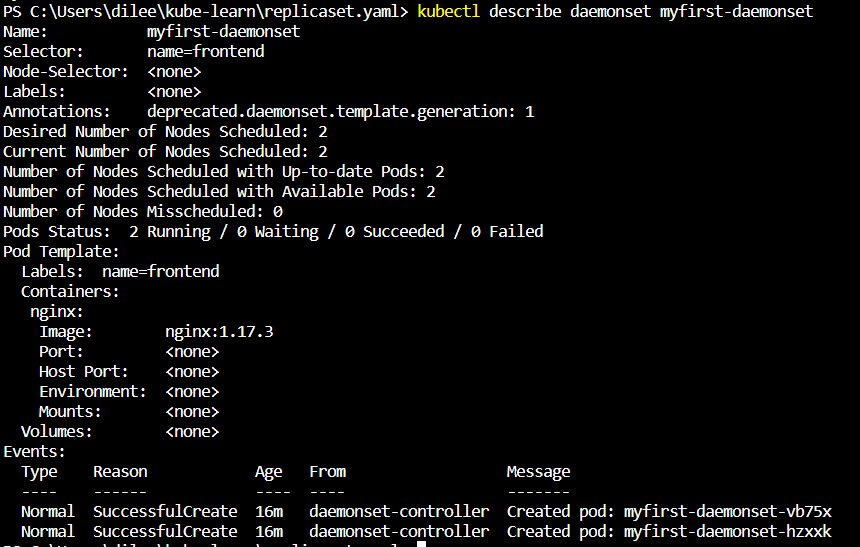 PS C:\Users\dilee\kube-learn\replicaset.yaml> kubectl describe daemonset myfirst-daemonset
Name:           myfirst-daemonset
Selector:       name=frontend
Node-Selector:  <none>
Labels:         <none>
Annotations:    deprecated.daemonset.template.generation: 1
Desired Number of Nodes Scheduled: 2
Current Number of Nodes Scheduled: 2
Number of Nodes Scheduled with Up-to-date Pods: 2
Number of Nodes Scheduled with Available Pods: 2
Number of Nodes Misscheduled: 0
Pods Status:  2 Running / 0 Waiting / 0 Succeeded / 0 Failed
Pod Template:
  Labels:  name=frontend
  Containers:
   nginx:
    Image:        nginx:1.17.3
    Port:         <none>
    Host Port:    <none>
    Environment:  <none>
    Mounts:       <none>
  Volumes:        <none>
Events:
  Type    Reason            Age   From                  Message
  ----    ------            ----  ----                  -------
  Normal  SuccessfulCreate  16m   daemonset-controller  Created pod: myfirst-daemonset-vb75x
  Normal  SuccessfulCreate  16m   daemonset-controller  Created pod: myfirst-daemonset-hzxxk